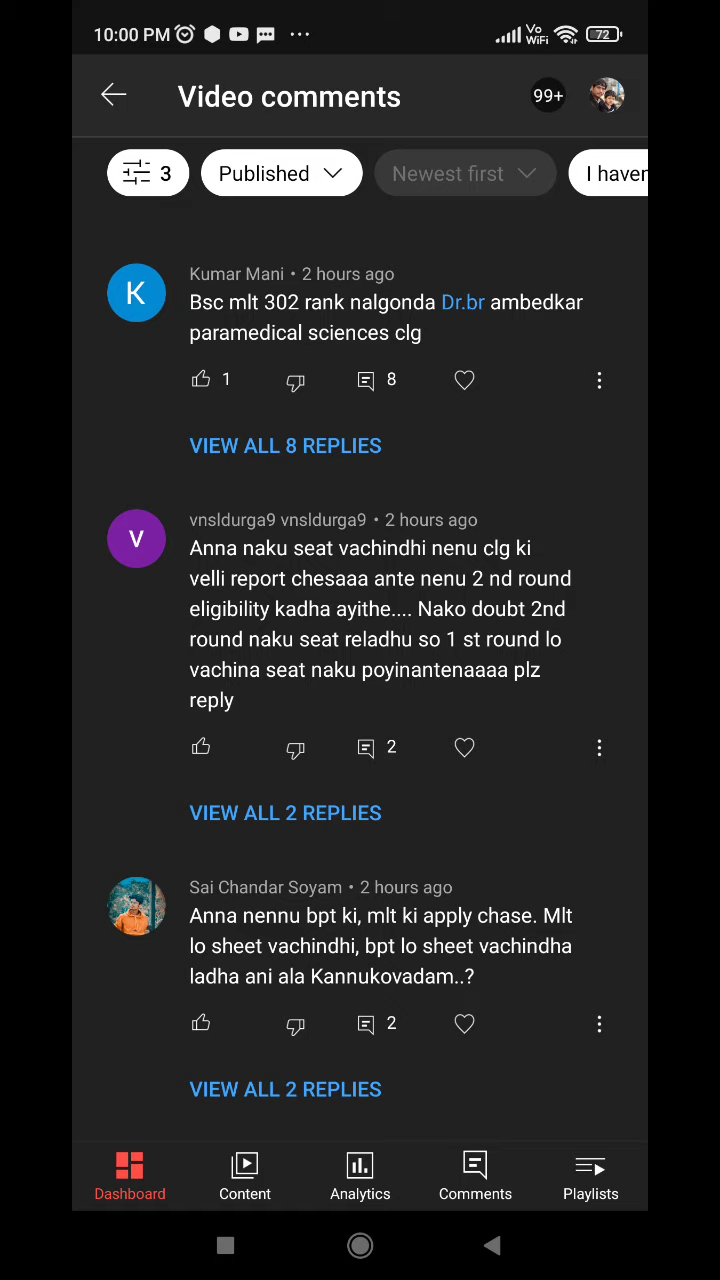 10:00 PM ... Vo WiFi 72
Video comments 99+
3 Published Newest first I haven
K Kumar Mani • 2 hours ago
Bsc mlt 302 rank nalgonda Dr.br ambedkar
paramedical sciences clg
1 8
VIEW ALL 8 REPLIES
V vnsldurga9 vnsldurga9 • 2 hours ago
Anna naku seat vachindhi nenu clg ki
velli report chesaaa ante nenu 2 nd round
eligibility kadha ayithe.... Nako doubt 2nd
round naku seat reladhu so 1 st round lo
vachina seat naku poyinantenaaaa plz
reply
2
VIEW ALL 2 REPLIES
Sai Chandar Soyam • 2 hours ago
Anna nennu bpt ki, mlt ki apply chase. Mlt
lo sheet vachindhi, bpt lo sheet vachindha
ladha ani ala Kannukovadam..?
2
VIEW ALL 2 REPLIES
Dashboard Content Analytics Comments Playlists